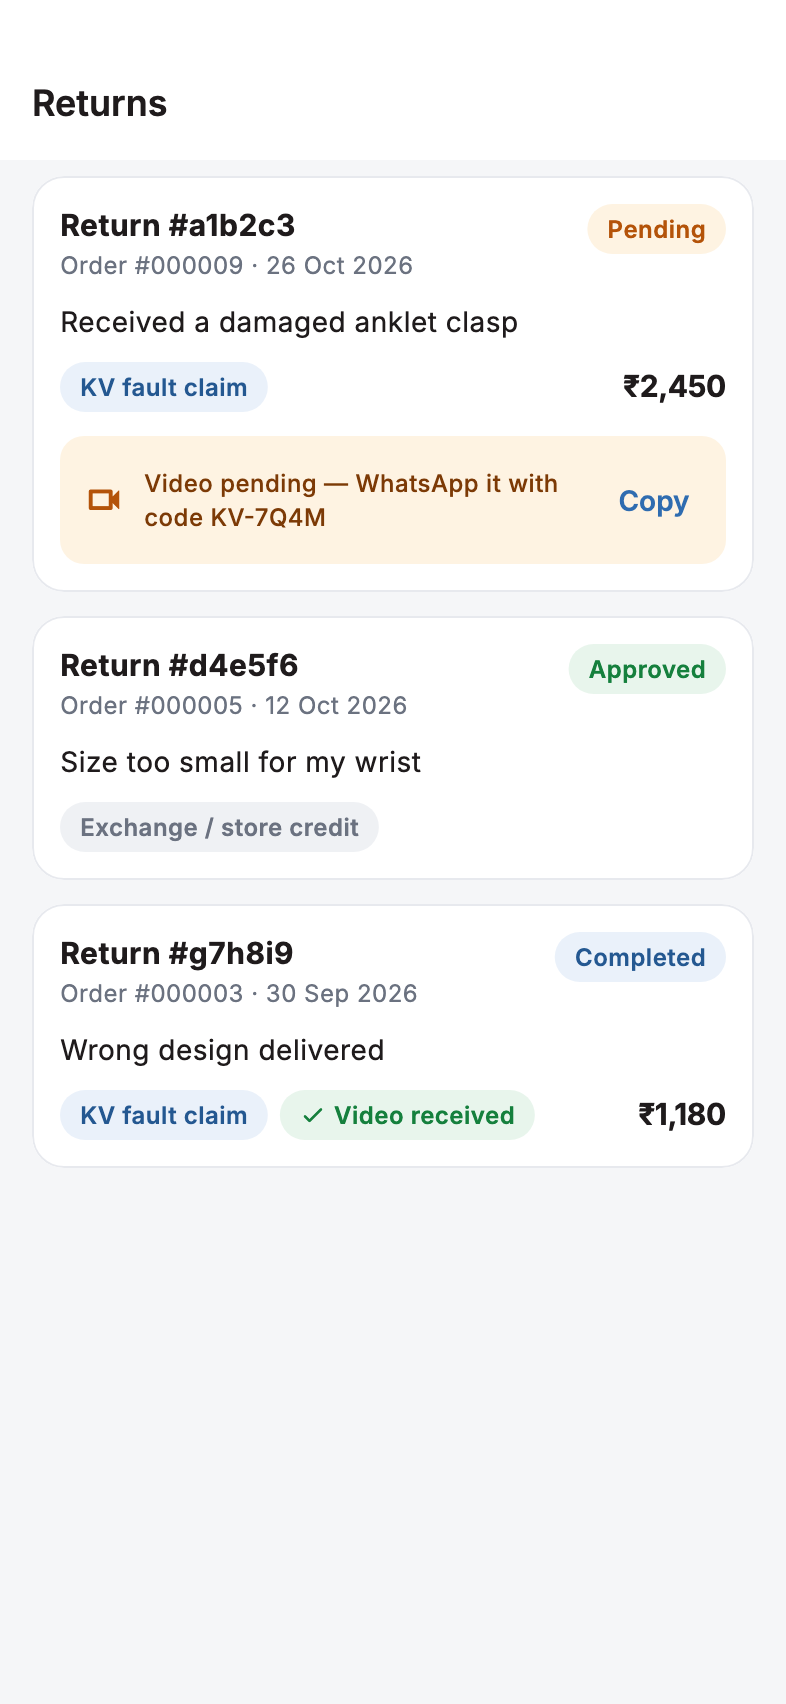 Returns
Return #a1b2c3
Pending
Order #000009 · 26 Oct 2026
Received a damaged anklet clasp
KV fault claim
₹2,450
Video pending — WhatsApp it with
code KV-7Q4M
Copy
Return #d4e5f6
Approved
Order #000005 · 12 Oct 2026
Size too small for my wrist
Exchange / store credit
Return #g7h8i9
Completed
Order #000003 · 30 Sep 2026
Wrong design delivered
KV fault claim
Video received
₹1,180